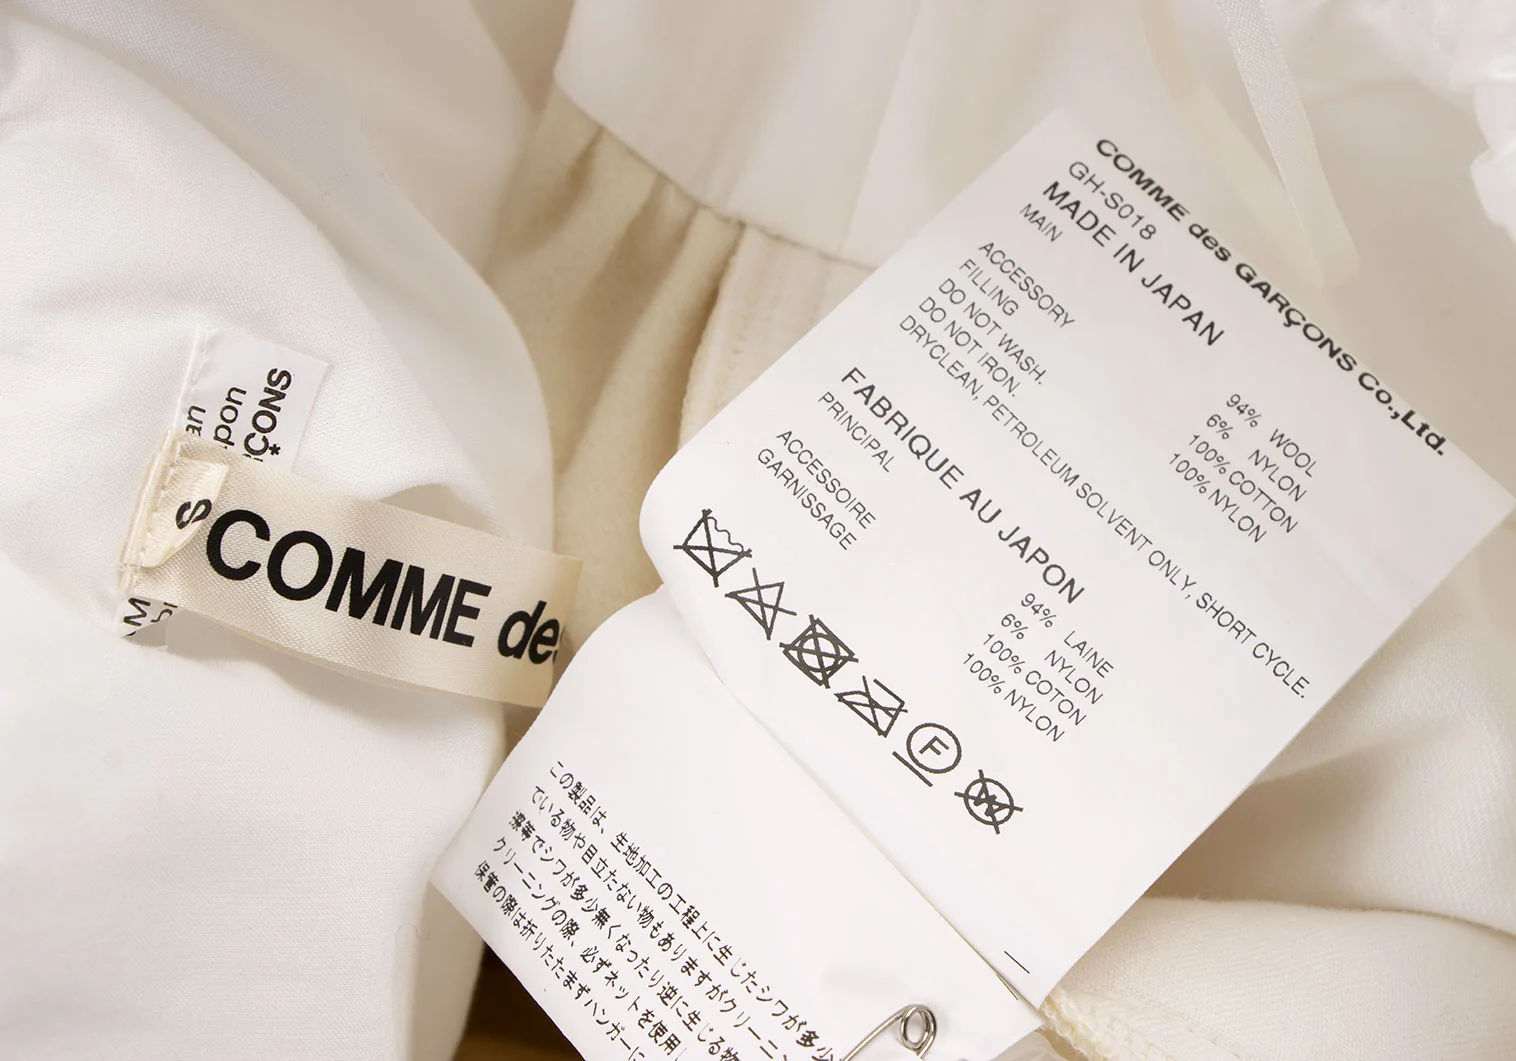 an
pon
ÇONS
*
s
COMME des
M
COMME des GARÇONS CO.,Ltd.
GH-S018
MADE IN JAPAN
MAIN
94% WOOL
6% NYLON
ACCESSORY
100% COTTON
FILLING
100% NYLON
DO NOT WASH.
DO NOT IRON.
DRYCLEAN, PETROLEUM SOLVENT ONLY, SHORT CYCLE.
FABRIQUE AU JAPON
PRINCIPAL
94% LAINE
6% NYLON
ACCESSOIRE
100% COTON
GARNISSAGE
100% NYLON
F
W
この製品は、生地加工の工程上に生じたシワが多少
でいる物や目立たない物もありますがクリーニン
帯等でシワが多少無くなったり逆に生じる物
クリーニングの際、必ずネットを使用し
保管の際は折りたたまずハンガーに